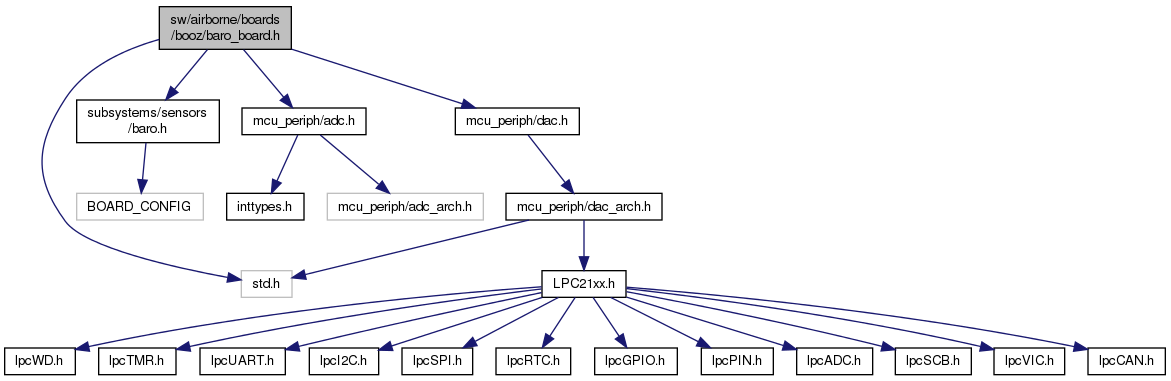 sw/airborne/boards
/booz/baro_board.h
subsystems/sensors
/baro.h
mcu_periph/adc.h
mcu_periph/dac.h
BOARD_CONFIG
inttypes.h
mcu_periph/adc_arch.h
mcu_periph/dac_arch.h
std.h
LPC21xx.h
lpcWD.h
lpcTMR.h
lpcUART.h
lpcI2C.h
lpcSPI.h
lpcRTC.h
lpcGPIO.h
lpcPIN.h
lpcADC.h
lpcSCB.h
lpcVIC.h
lpcCAN.h